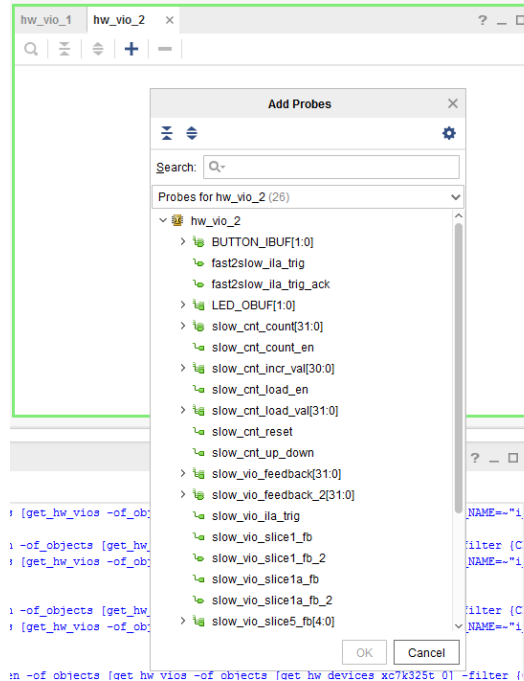 hw_vio_1 hw_vio_2 × ? _
Add Probes ×
Search:
Probes for hw_vio_2 (26)
hw_vio_2
BUTTON_IBUF[1:0]
fast2slow_ila_trig
fast2slow_ila_trig_ack
LED_OBUF[1:0]
slow_cnt_count[31:0]
slow_cnt_count_en
slow_cnt_incr_val[30:0]
slow_cnt_load_en
slow_cnt_load_val[31:0]
slow_cnt_reset
slow_cnt_up_down
slow_vio_feedback[31:0]
? _
slow_vio_feedback_2[31:0]
slow_vio_ila_trig
s [get_hw_vios -of_obj NAME=~"i_
slow_vio_slice1_fb
n -of_objects [get_hw_ filter {C
slow_vio_slice1_fb_2
s [get_hw_vios -of_obj NAME=~"i_
slow_vio_slice1a_fb
slow_vio_slice1a_fb_2
n -of_objects [get_hw_ filter {C
slow_vio_slice5_fb[4:0]
s [get_hw_vios -of_obj NAME=~"i_
OK Cancel
en -of_objects [get_hw_vios -of_objects [get_hw_devices xc7k325t_0] -filter {